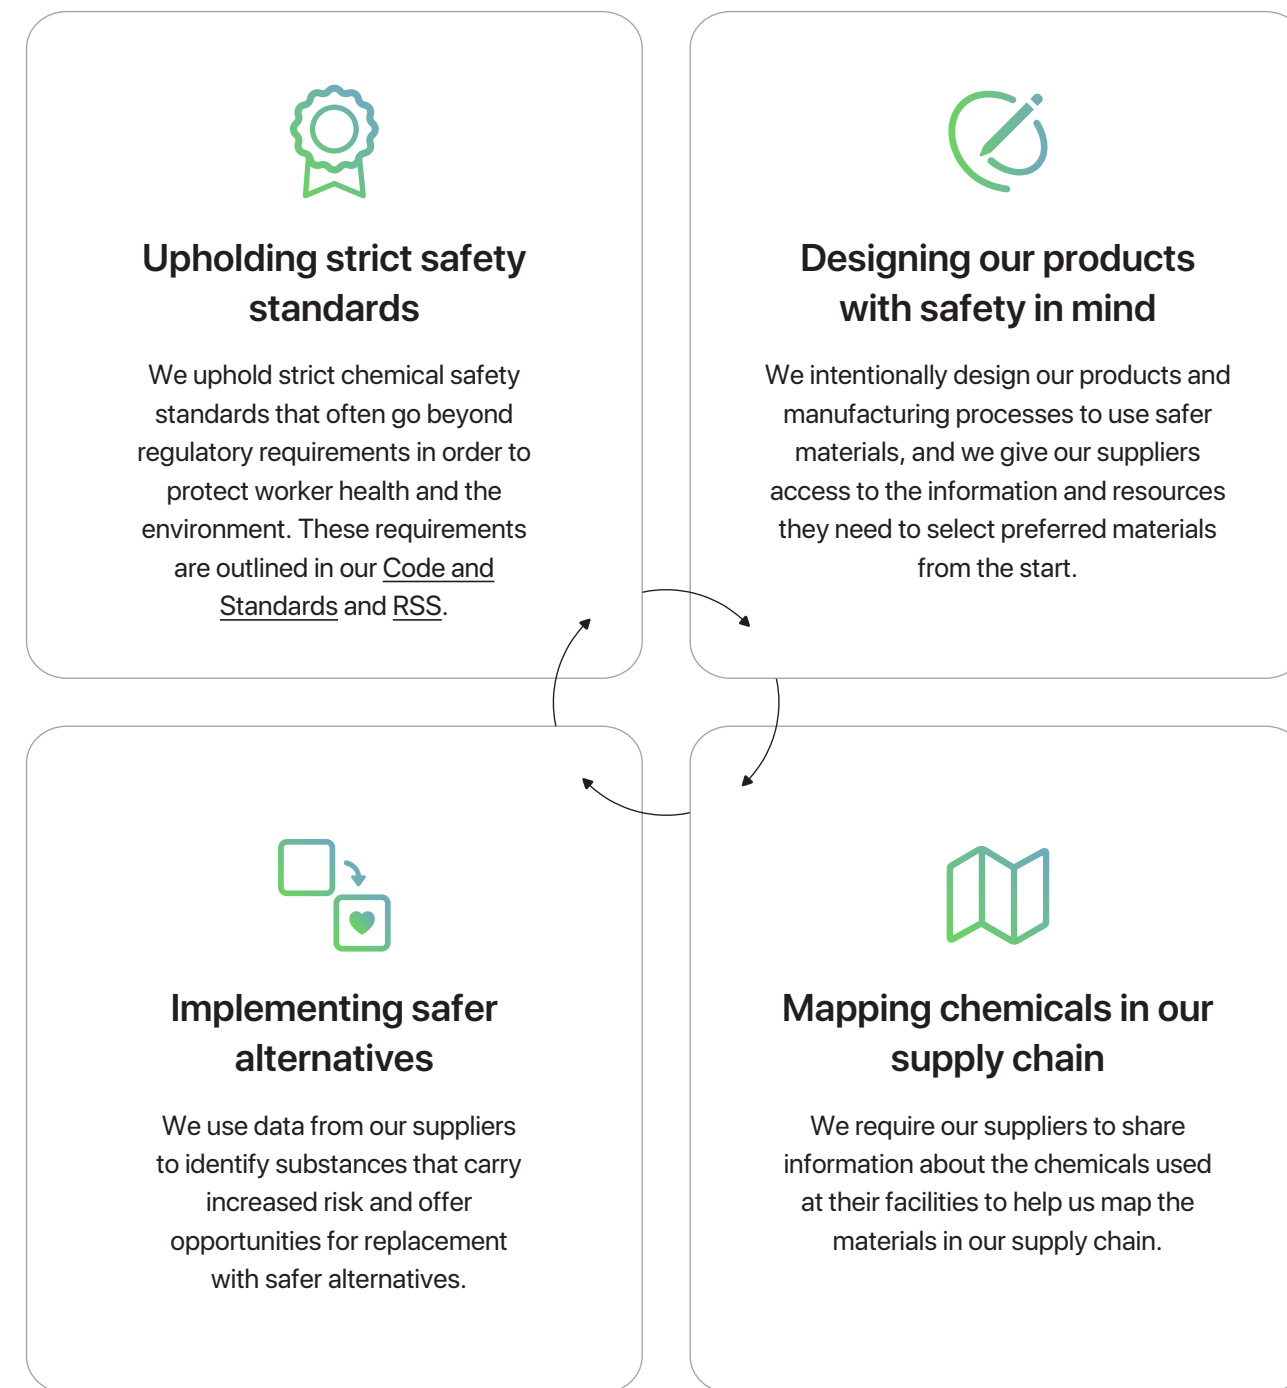 Upholding strict safety
standards
We uphold strict chemical safety
standards that often go beyond
regulatory requirements in order to
protect worker health and the
environment. These requirements
are outlined in our Code and
Standards and RSS.
Designing our products
with safety in mind
We intentionally design our products and
manufacturing processes to use safer
materials, and we give our suppliers
access to the information and resources
they need to select preferred materials
from the start.
Implementing safer
alternatives
We use data from our suppliers
to identify substances that carry
increased risk and offer
opportunities for replacement
with safer alternatives.
Mapping chemicals in our
supply chain
We require our suppliers to share
information about the chemicals used
at their facilities to help us map the
materials in our supply chain.